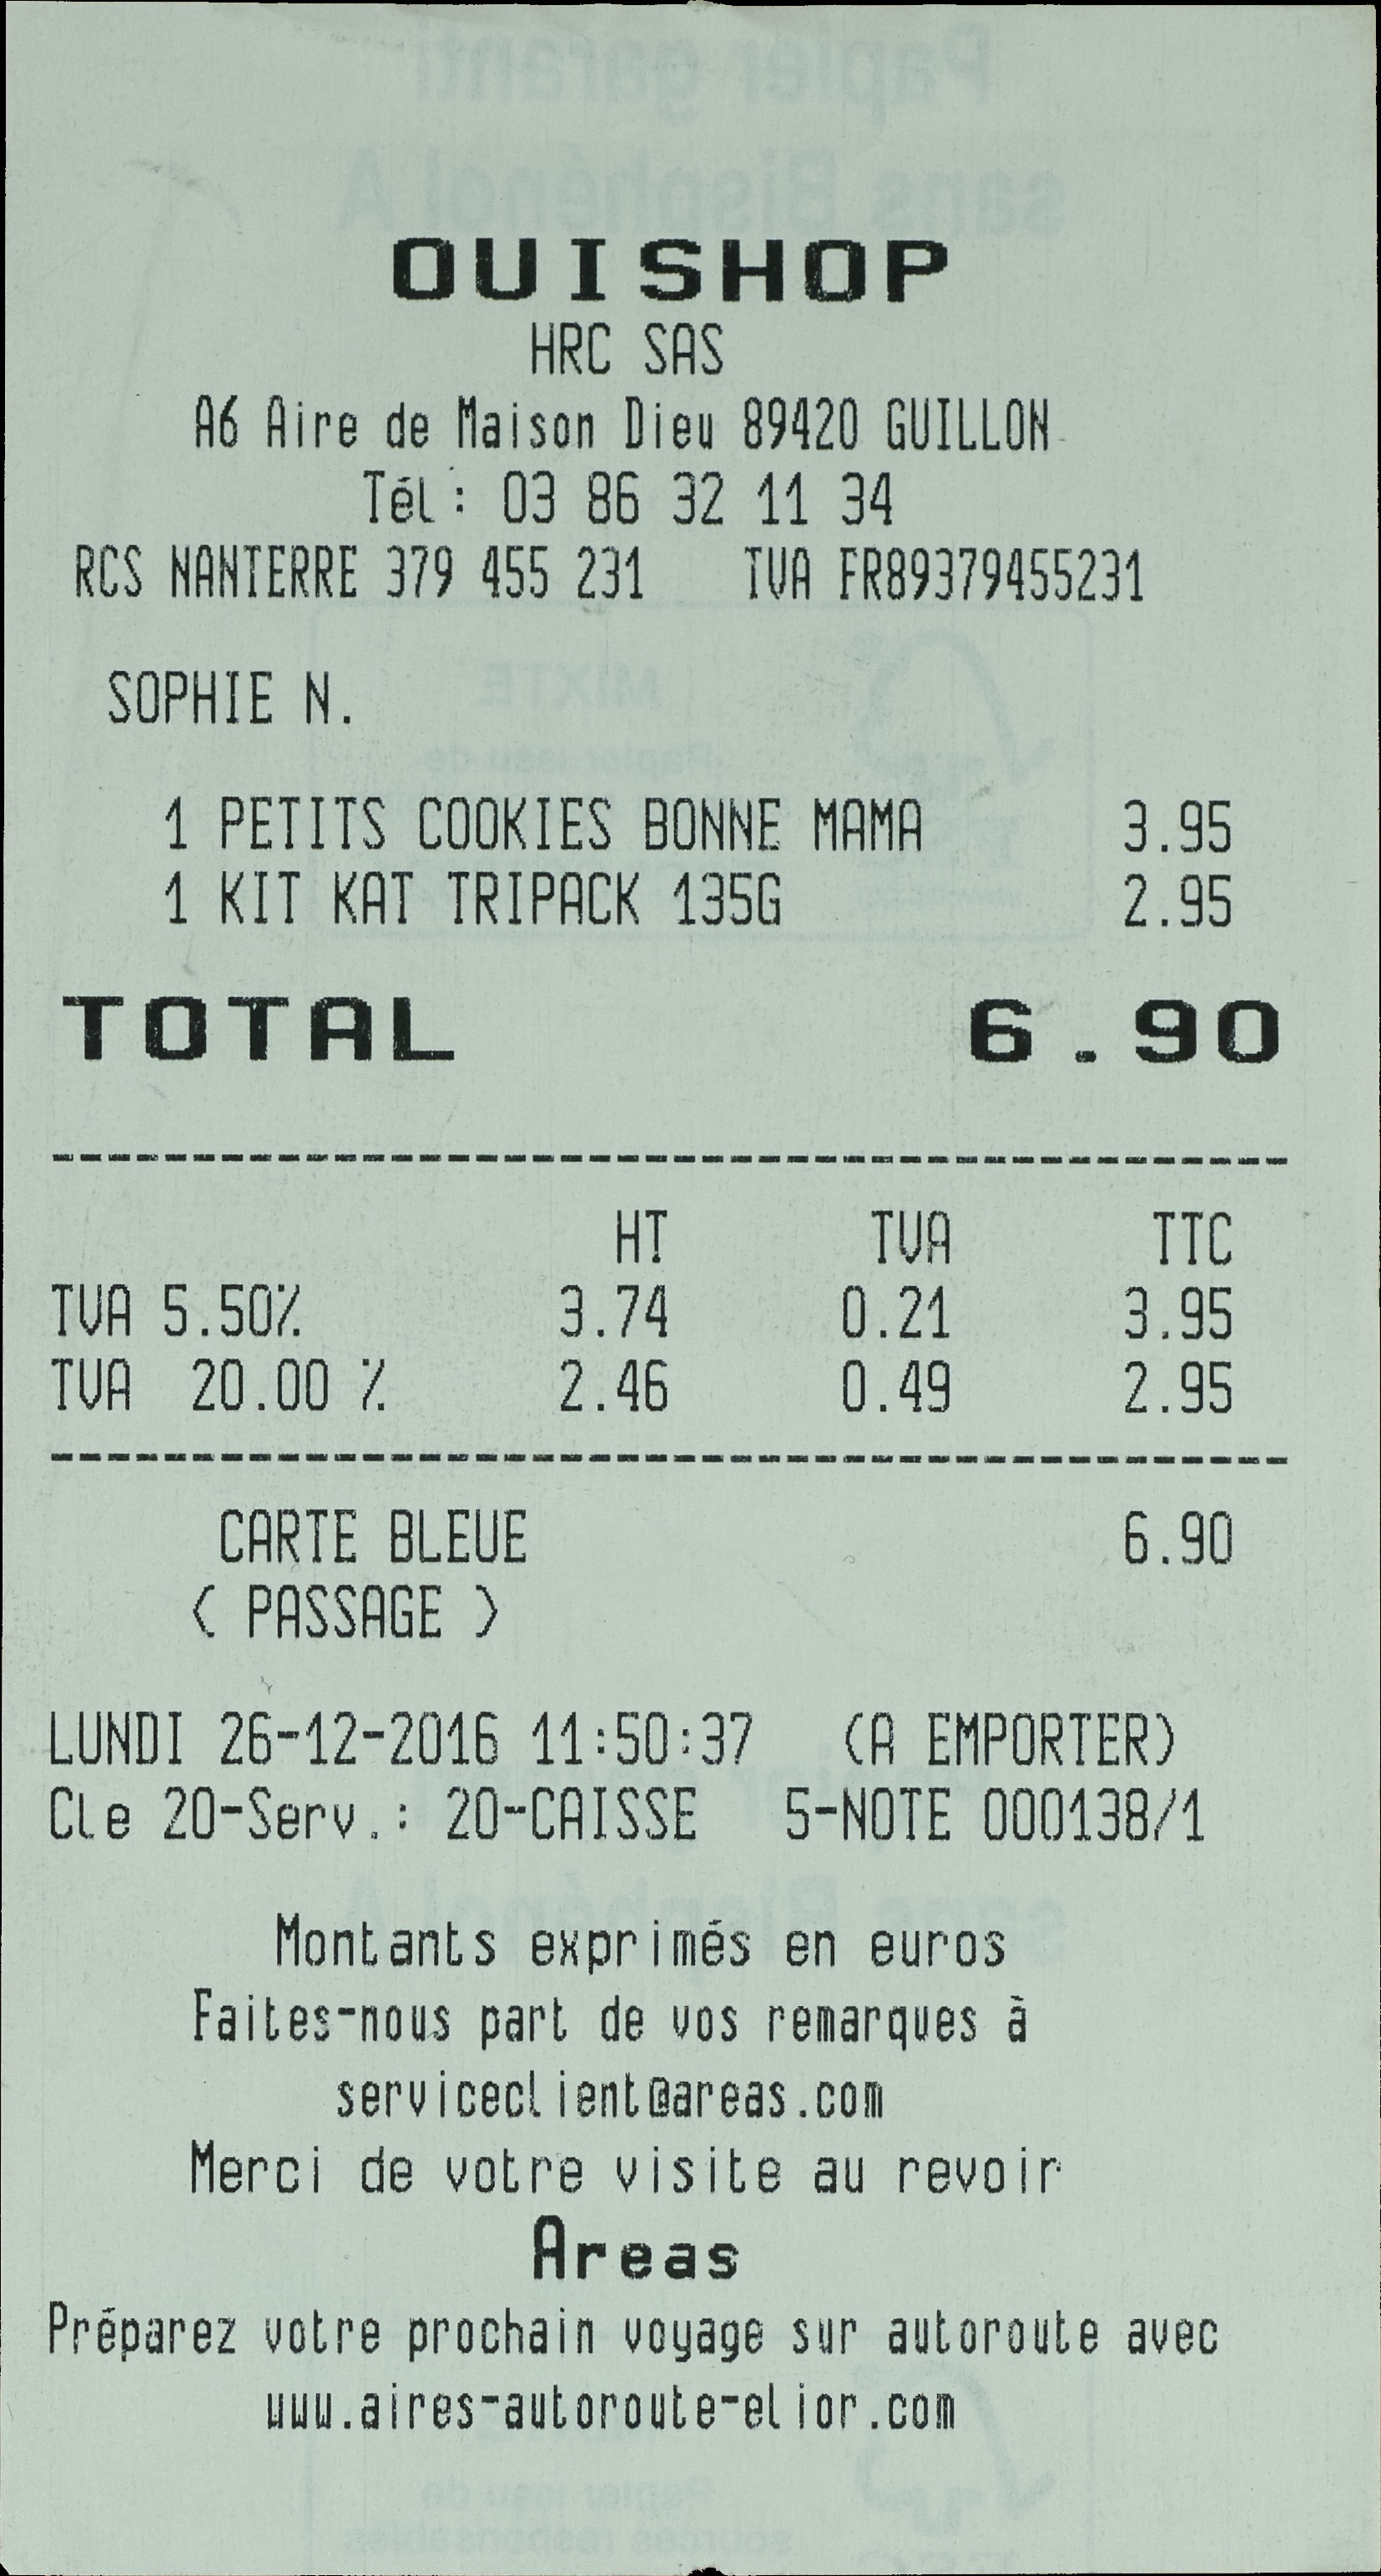 OUISHOP
HRC SAS
A6 Aire de Maison Dieu 89420 GUILLON
Tél : 03 86 32 11 34
RCS NANTERRE 379 455 231 TVA FR89379455231
SOPHIE N.
1 PETITS COOKIES BONNE MAMA 3.95
1 KIT KAT TRIPACK 135G 2.95
TOTAL 6.90
--------------------------------------------
HT TVA TTC
TVA 5.50% 3.74 0.21 3.95
TVA 20.00 % 2.46 0.49 2.95
--------------------------------------------
CARTE BLEUE 6.90
( PASSAGE )
LUNDI 26-12-2016 11:50:37 (A EMPORTER)
Cle 20-Serv.: 20-CAISSE 5-NOTE 000138/1
Montants exprimés en euros
Faites-nous part de vos remarques à
serviceclient@areas.com
Merci de votre visite au revoir
Areas
Préparez votre prochain voyage sur autoroute avec
www.aires-autoroute-elior.com